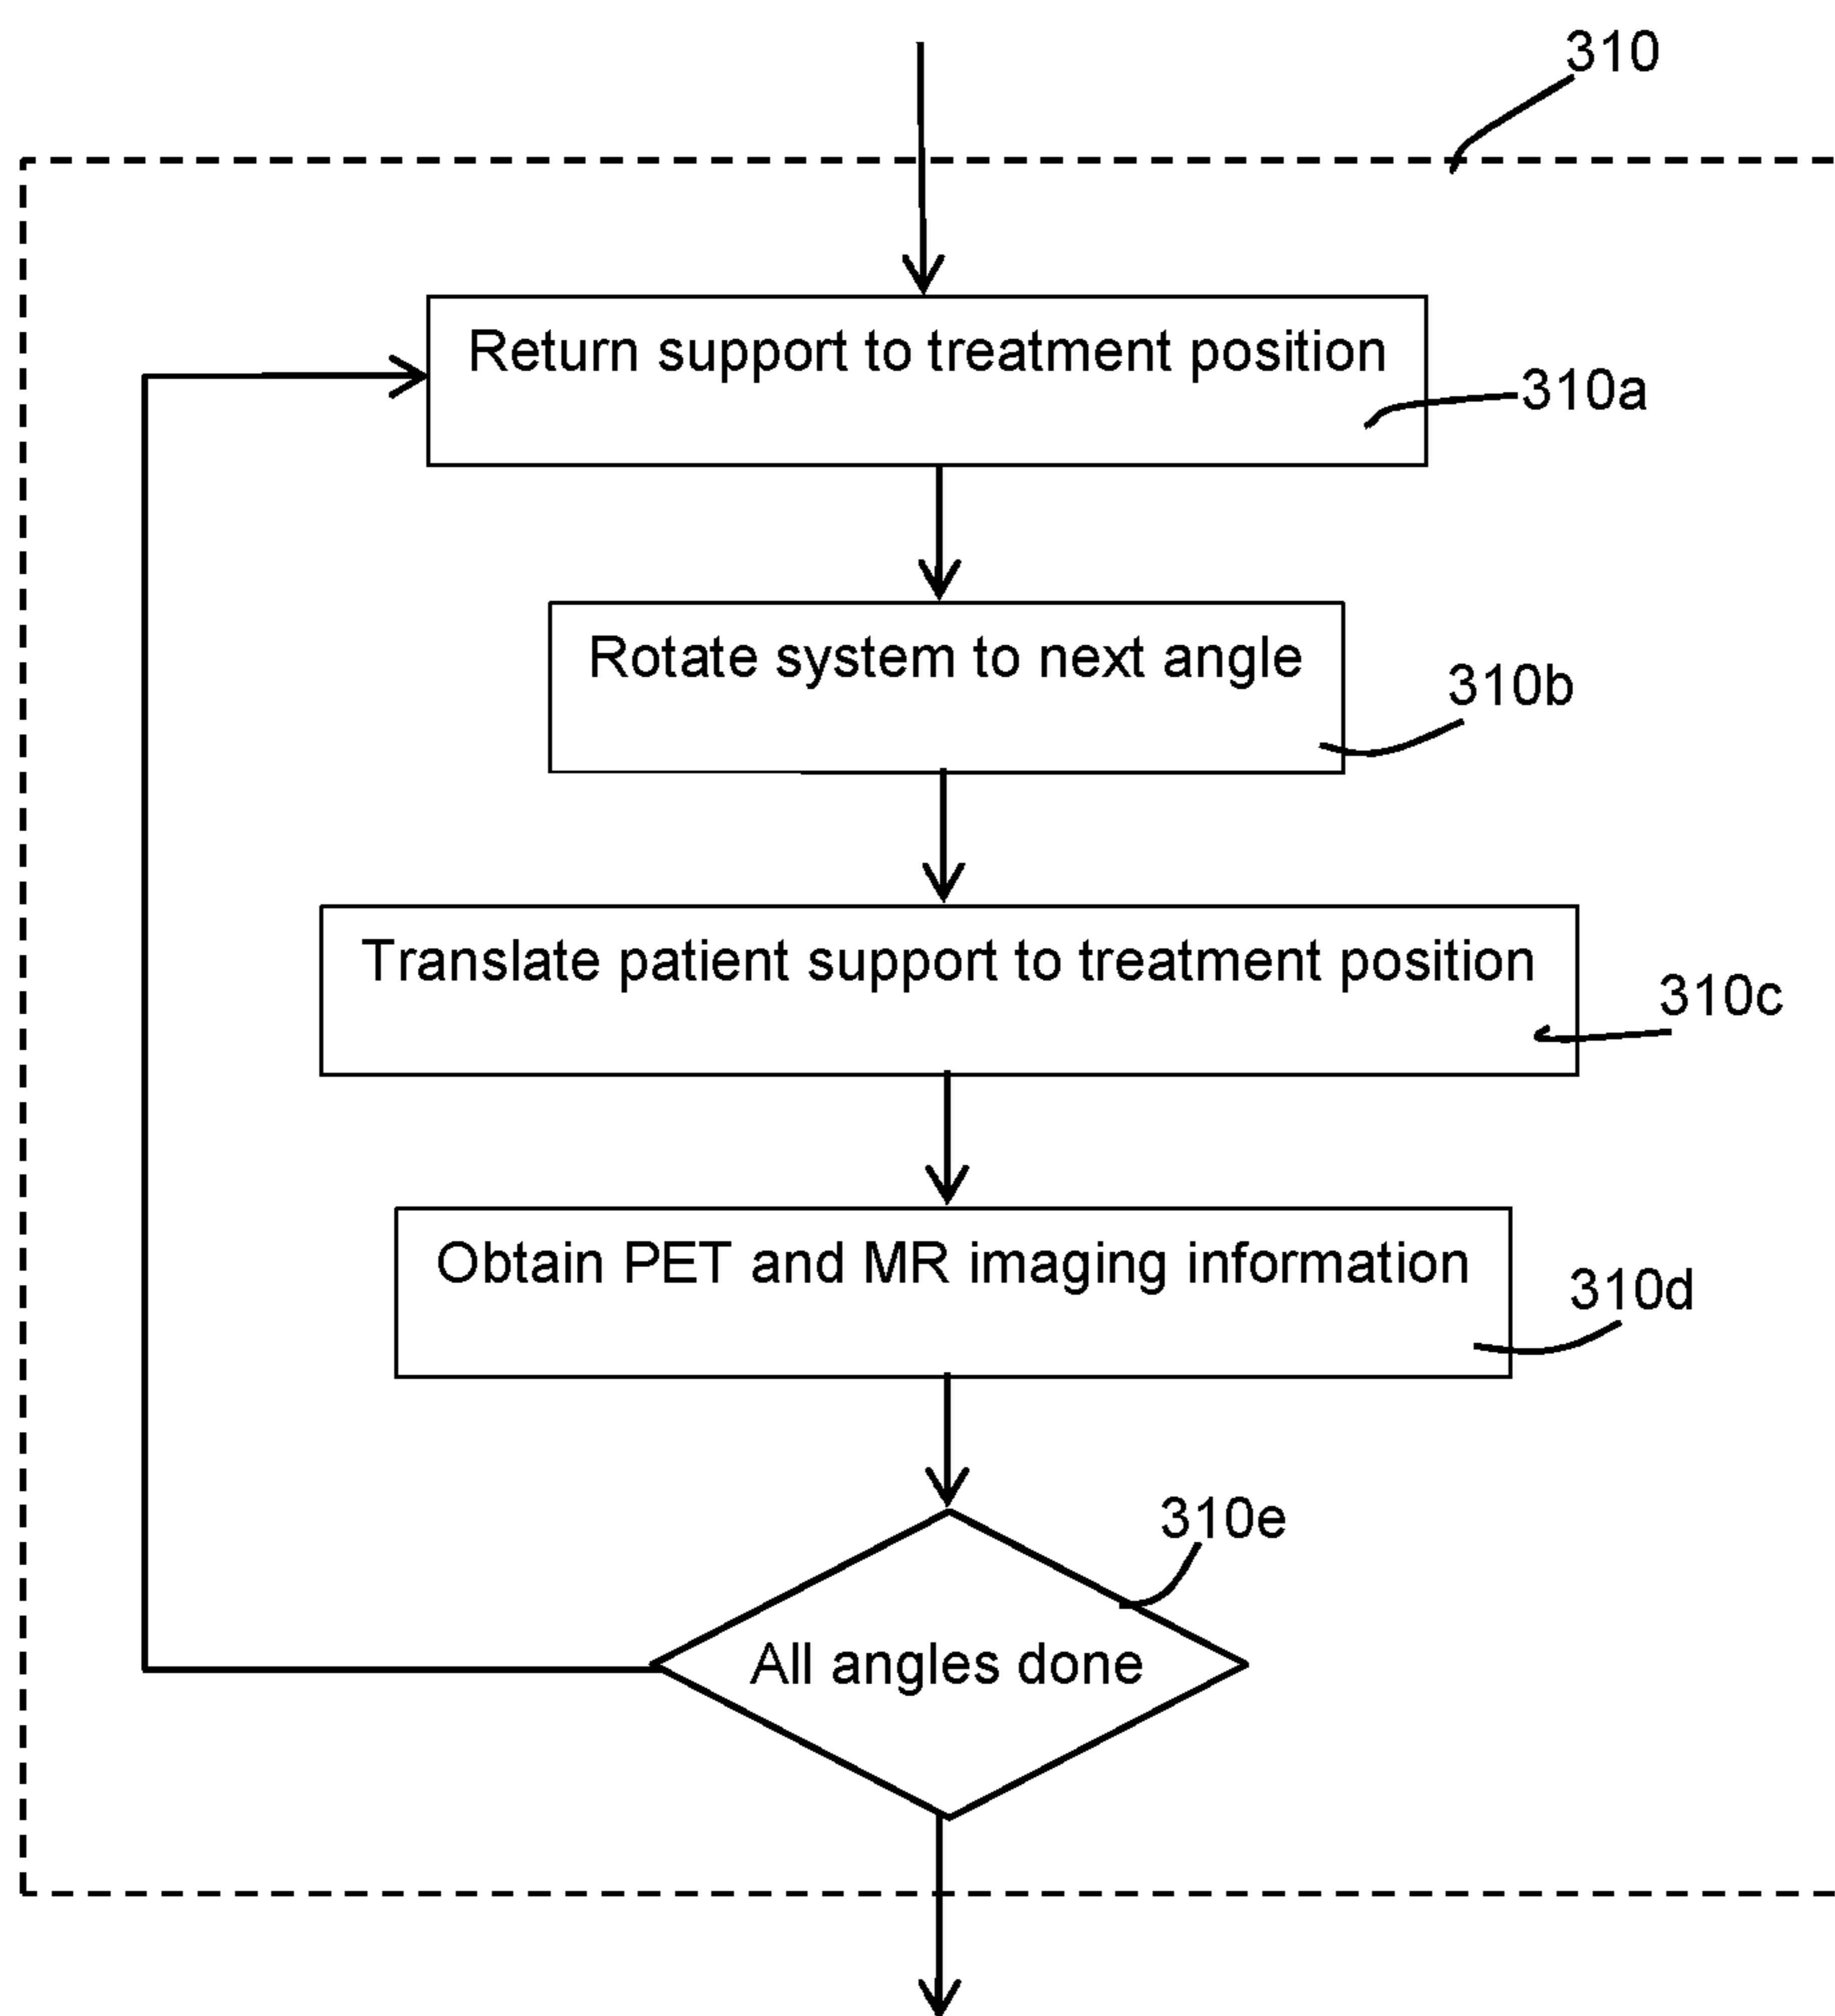 310
Return support to treatment position
310a
Rotate system to next angle
310b
Translate patient support to treatment position
310c
Obtain PET and MR imaging information
310d
310e
All angles done